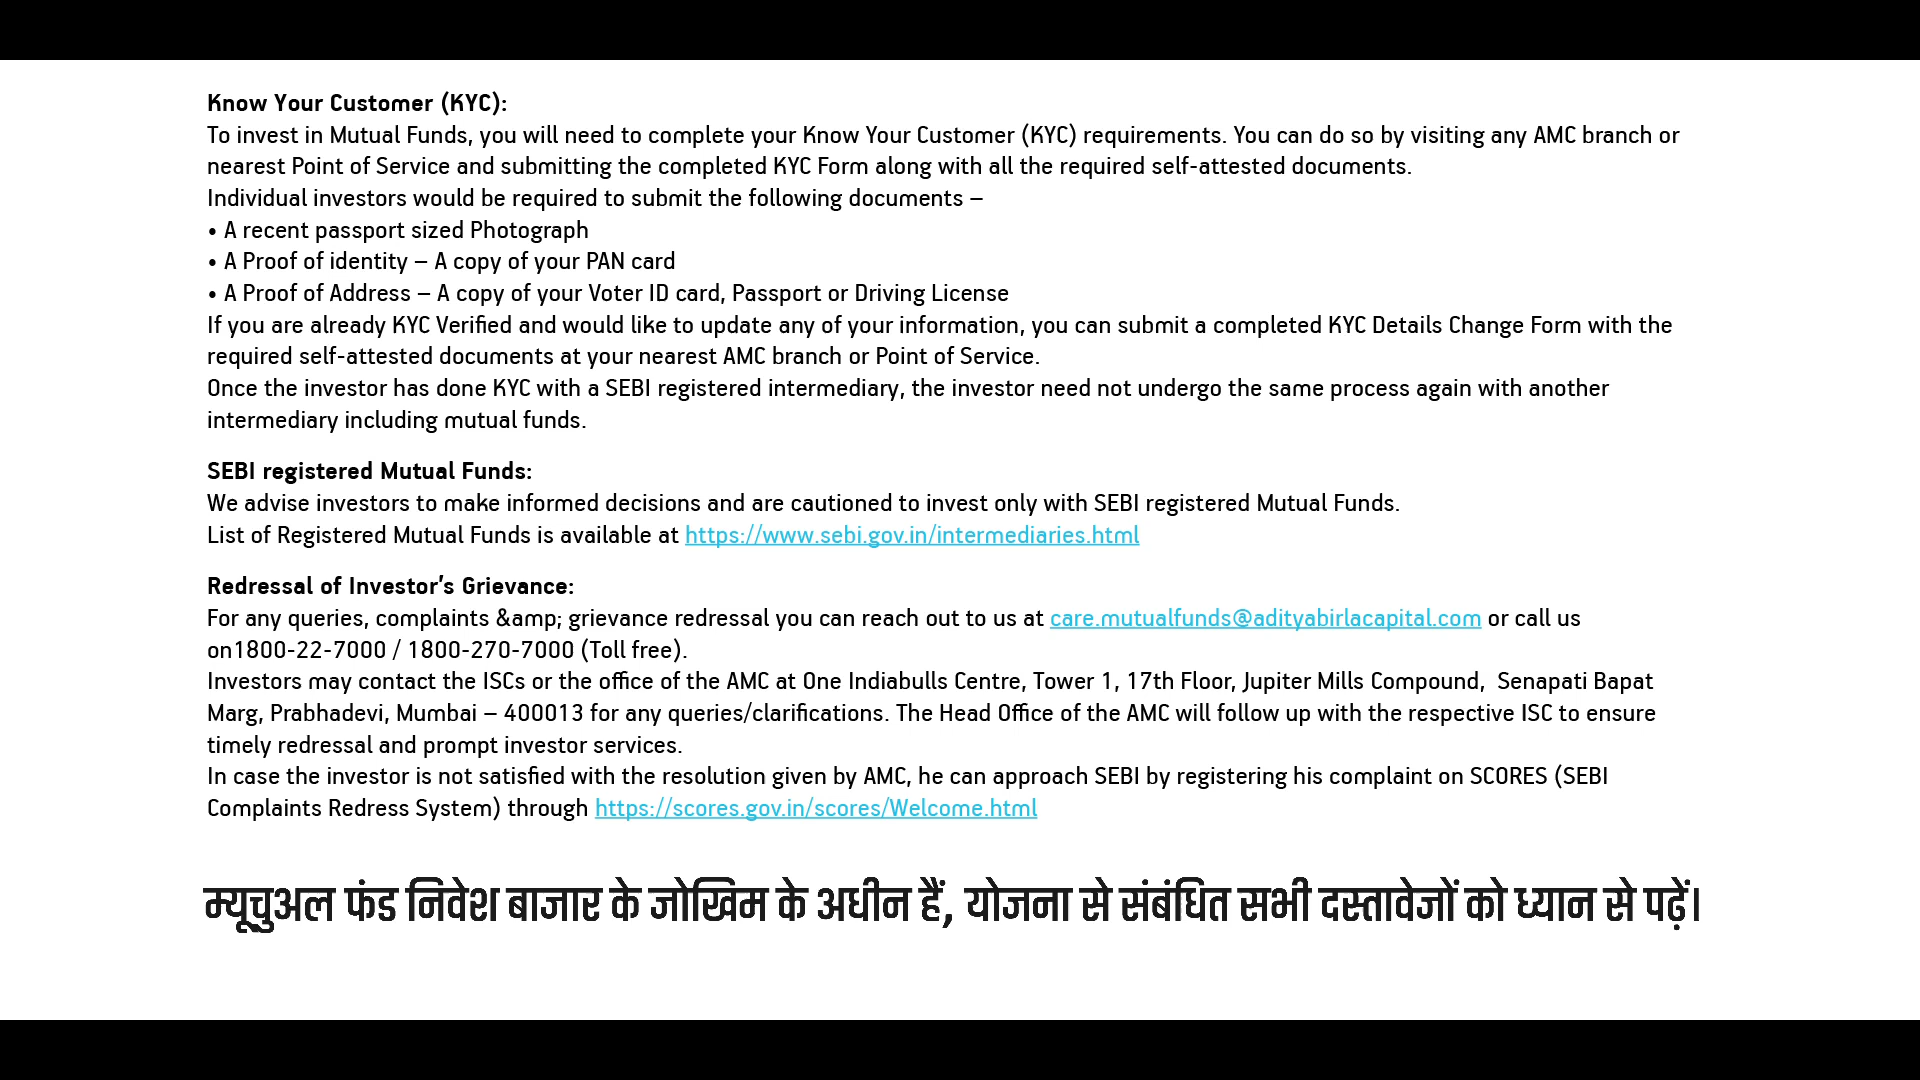 Know Your Customer (KYC):
To invest in Mutual Funds, you will need to complete your Know Your Customer (KYC) requirements. You can do so by visiting any AMC branch or
nearest Point of Service and submitting the completed KYC Form along with all the required self-attested documents.
Individual investors would be required to submit the following documents –
• A recent passport sized Photograph
• A Proof of identity – A copy of your PAN card
• A Proof of Address – A copy of your Voter ID card, Passport or Driving License
If you are already KYC Verified and would like to update any of your information, you can submit a completed KYC Details Change Form with the
required self-attested documents at your nearest AMC branch or Point of Service.
Once the investor has done KYC with a SEBI registered intermediary, the investor need not undergo the same process again with another
intermediary including mutual funds.
SEBI registered Mutual Funds:
We advise investors to make informed decisions and are cautioned to invest only with SEBI registered Mutual Funds.
List of Registered Mutual Funds is available at https://www.sebi.gov.in/intermediaries.html
Redressal of Investor's Grievance:
For any queries, complaints &amp; grievance redressal you can reach out to us at care.mutualfunds@adityabirlacapital.com or call us
on1800-22-7000 / 1800-270-7000 (Toll free).
Investors may contact the ISCs or the office of the AMC at One Indiabulls Centre, Tower 1, 17th Floor, Jupiter Mills Compound,  Senapati Bapat
Marg, Prabhadevi, Mumbai – 400013 for any queries/clarifications. The Head Office of the AMC will follow up with the respective ISC to ensure
timely redressal and prompt investor services.
In case the investor is not satisfied with the resolution given by AMC, he can approach SEBI by registering his complaint on SCORES (SEBI
Complaints Redress System) through https://scores.gov.in/scores/Welcome.html
म्यूचुअल फंड निवेश बाजार के जोखिम के अधीन हैं, योजना से संबंधित सभी दस्तावेजों को ध्यान से पढ़ें।